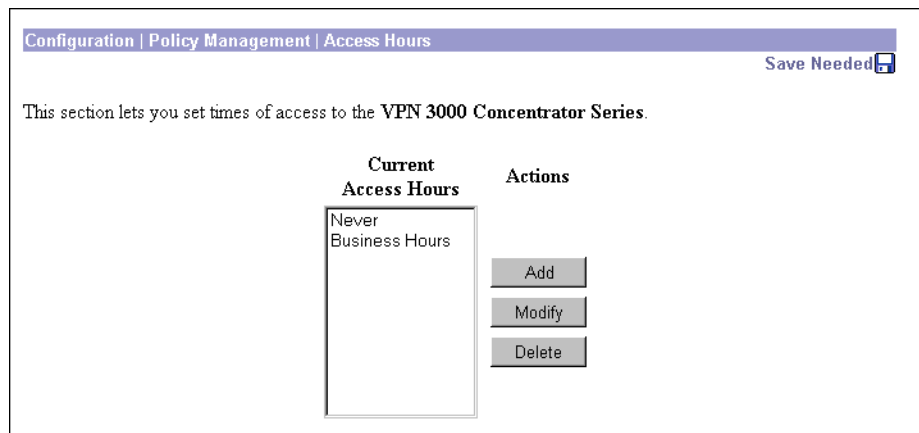 Configuration | Policy Management | Access Hours
Save Needed
This section lets you set times of access to the VPN 3000 Concentrator Series.
Current
Access Hours
Actions
Never
Business Hours
Add
Modify
Delete